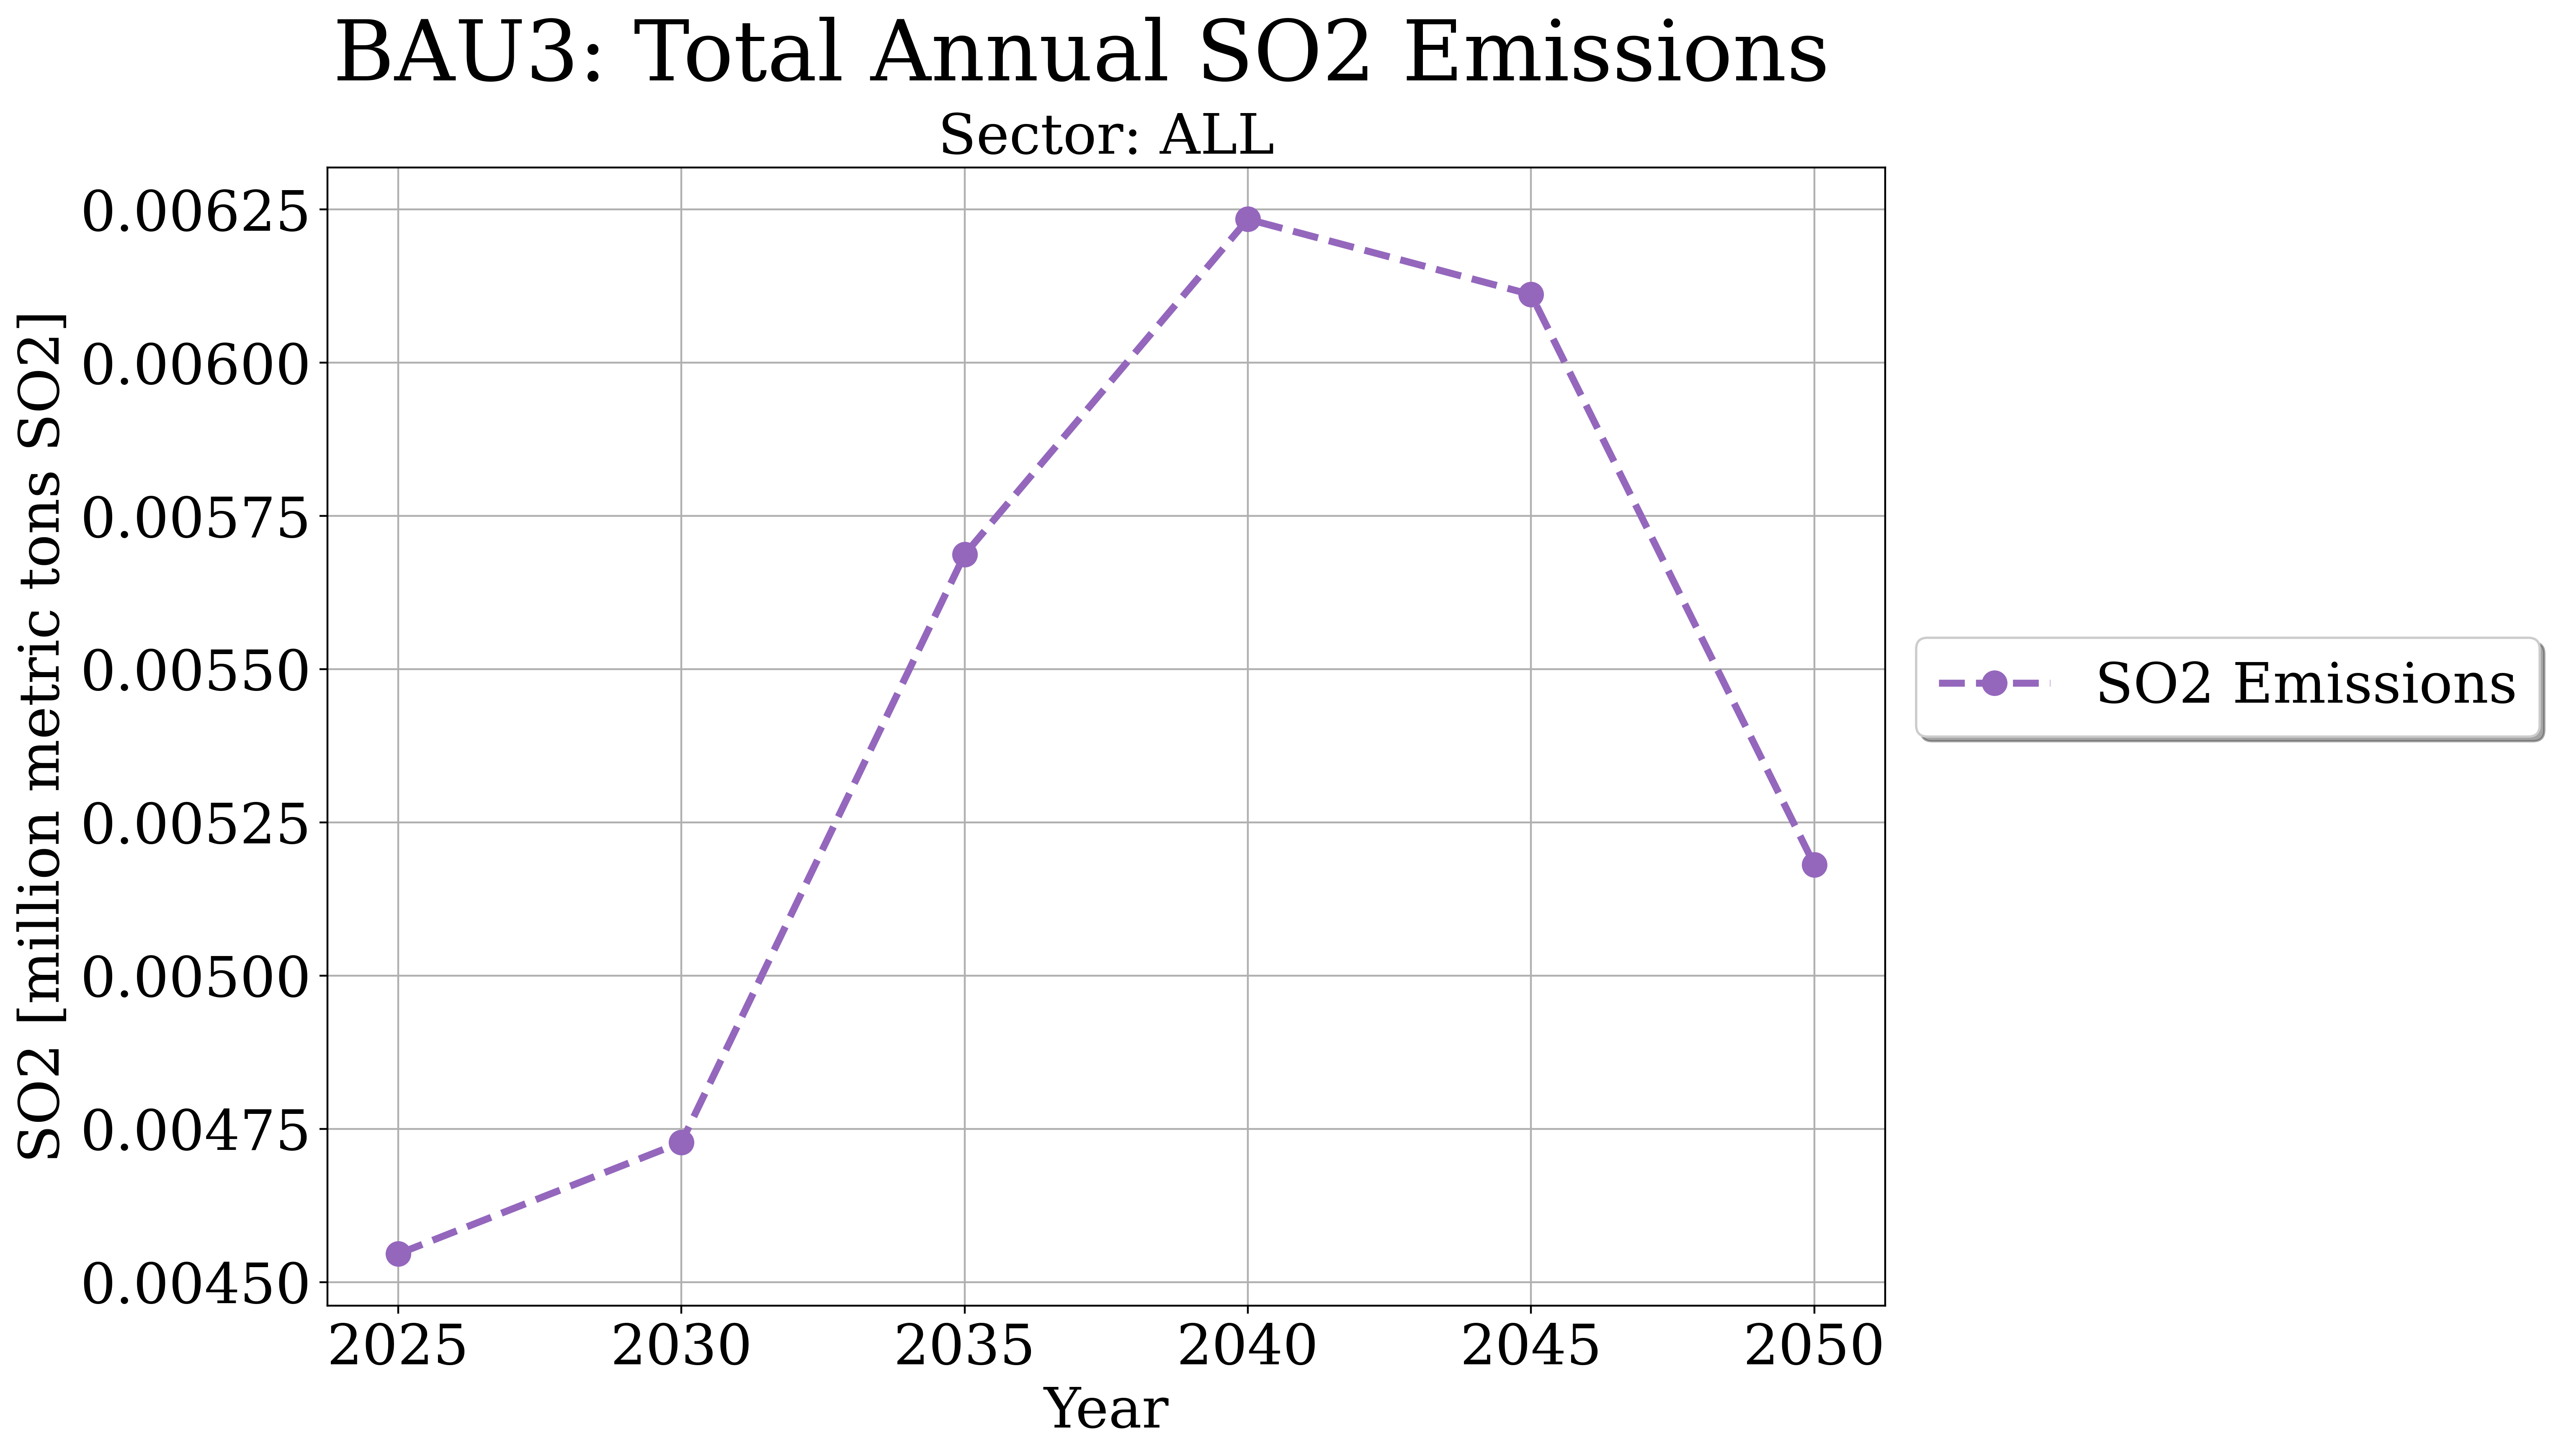 BAU3: Total Annual SO2 Emissions
Sector: ALL
SO2 [million metric tons SO2]
0.00625
0.00600
0.00575
0.00550
0.00525
0.00500
0.00475
0.00450
2025 2030 2035 2040 2045 2050
Year
SO2 Emissions